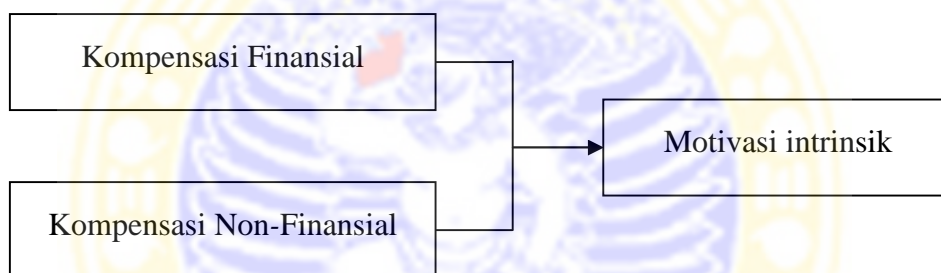 Kompensasi Finansial
Motivasi intrinsik
Kompensasi Non-Finansial